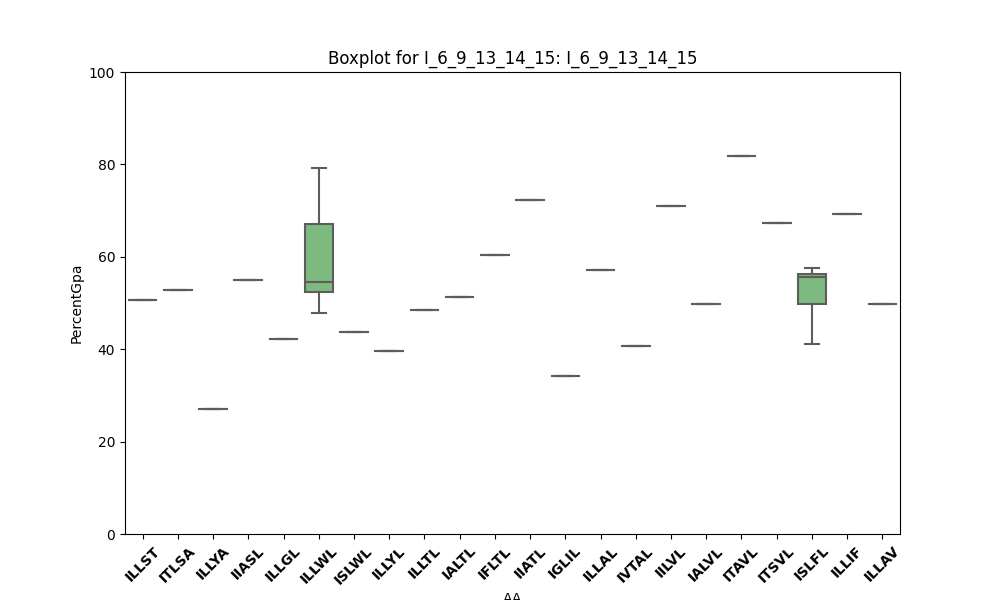 Boxplot for I_6_9_13_14_15: I_6_9_13_14_15
100
80
60
40
20
0
PercentGpa
ILLST ITLSA ILLYA IIASL ILLGL ILLWL ISLWL ILLYL ILLTL IALTL IFLTL IIATL IGLIL ILLAL IVTAL IILVL IALVL ITAVL ITSVL ISLFL ILLIF ILLAV
AA